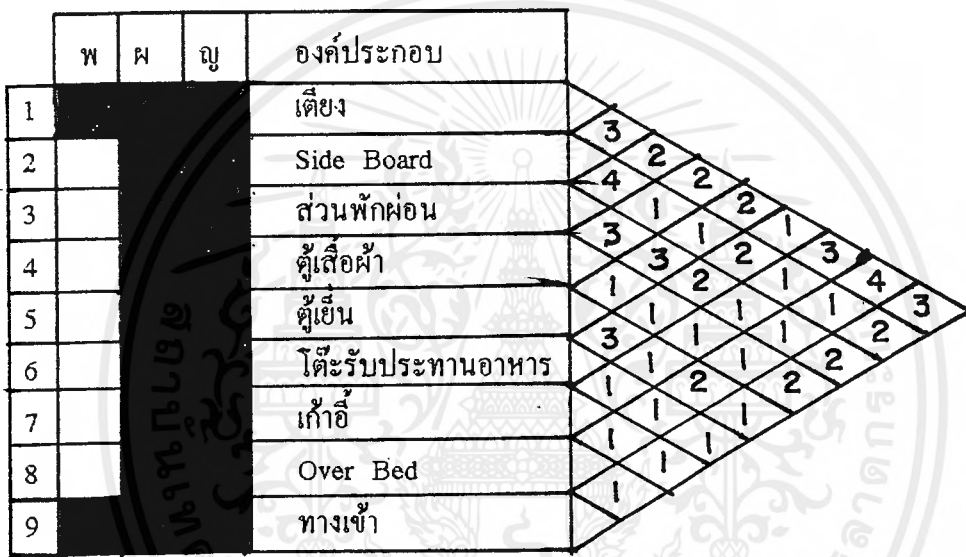 พ ผ ญ องค์ประกอบ
1 เตียง
2 Side Board
3 ส่วนพักผ่อน
4 ตู้เสื้อผ้า
5 ตู้เย็น
6 โต๊ะรับประทานอาหาร
7 เก้าอี้
8 Over Bed
9 ทางเข้า
3 2 2 2 1 3 4 3
4 1 1 2 1 1 2
3 3 2 1 1 2
1 1 1 1 2
3 1 2 1
1 1 1
1 1
1